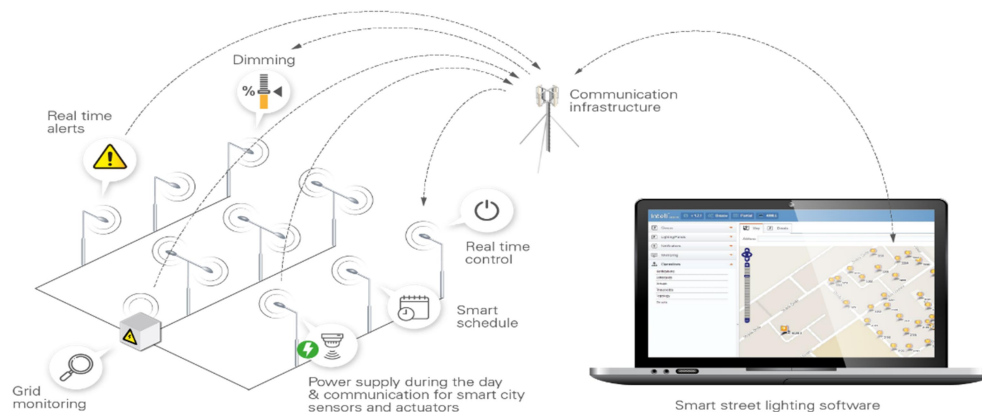 Dimming
%
Real time
alerts
Communication
infrastructure
Real time
control
Smart
schedule
Grid
monitoring
Power supply during the day
& communication for smart city
sensors and actuators
Smart street lighting software